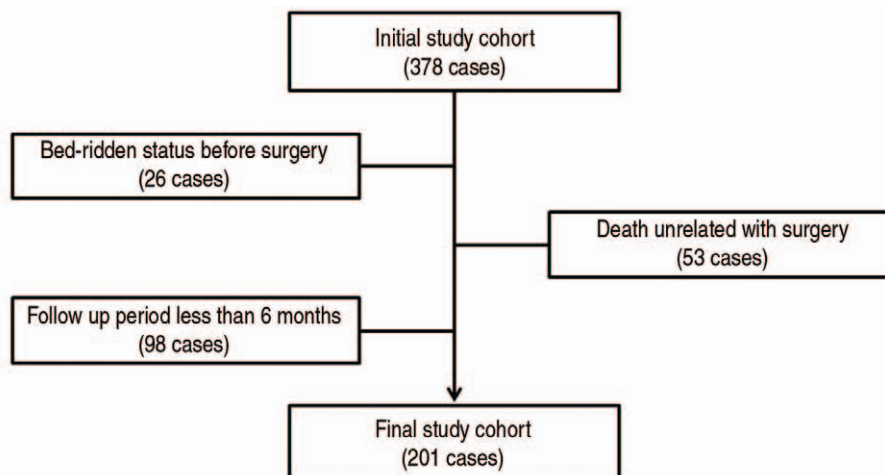 Initial study cohort
(378 cases)
Bed-ridden status before surgery
(26 cases)
Death unrelated with surgery
(53 cases)
Follow up period less than 6 months
(98 cases)
Final study cohort
(201 cases)